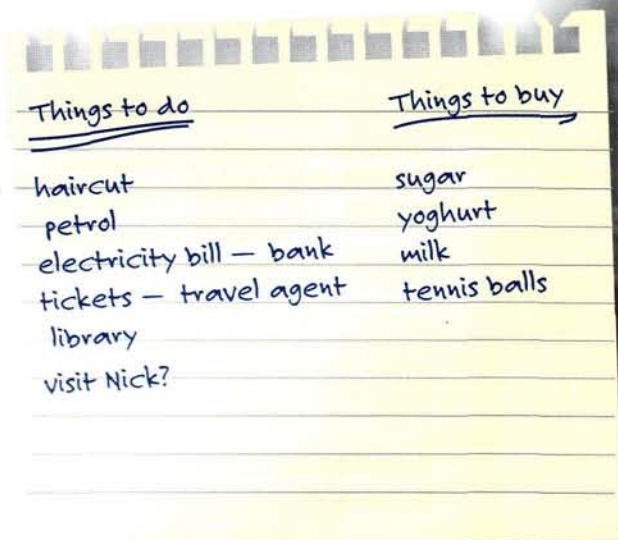 Things to do
haircut
petrol
electricity bill — bank
tickets — travel agent
library
visit Nick?
Things to buy
sugar
yoghurt
milk
tennis balls